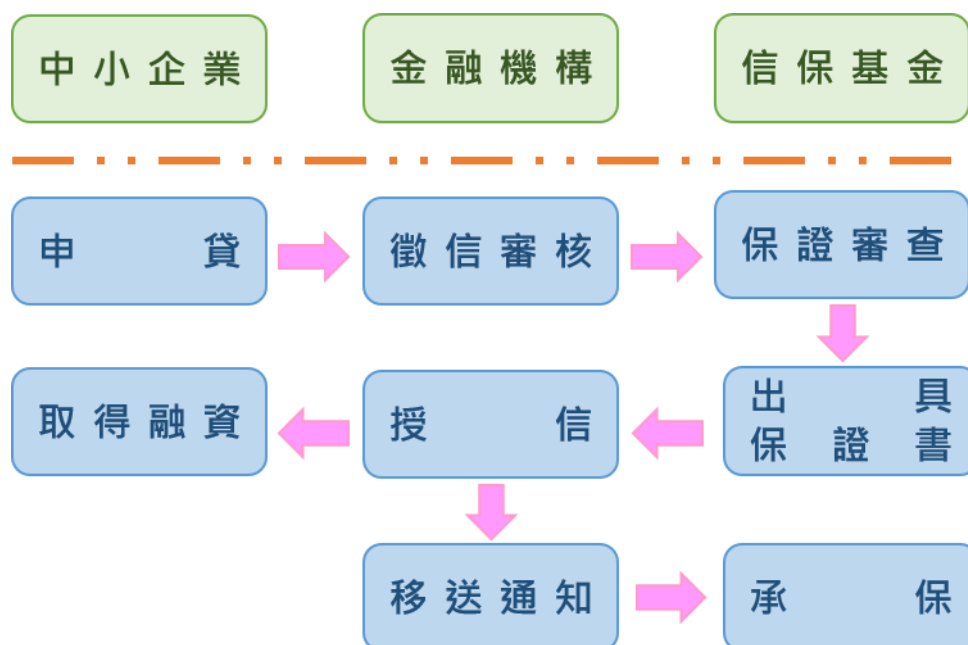 中小企業
金融機構
信保基金
申貸
徵信審核
保證審查
取得融資
授信
出具
保證書
移送通知
承保